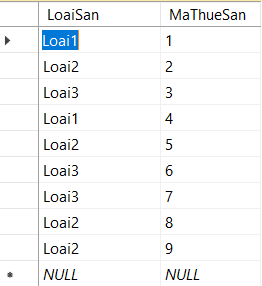 LoaiSan MaThueSan
Loai1 1
Loai2 2
Loai3 3
Loai1 4
Loai2 5
Loai3 6
Loai3 7
Loai2 8
Loai2 9
NULL NULL